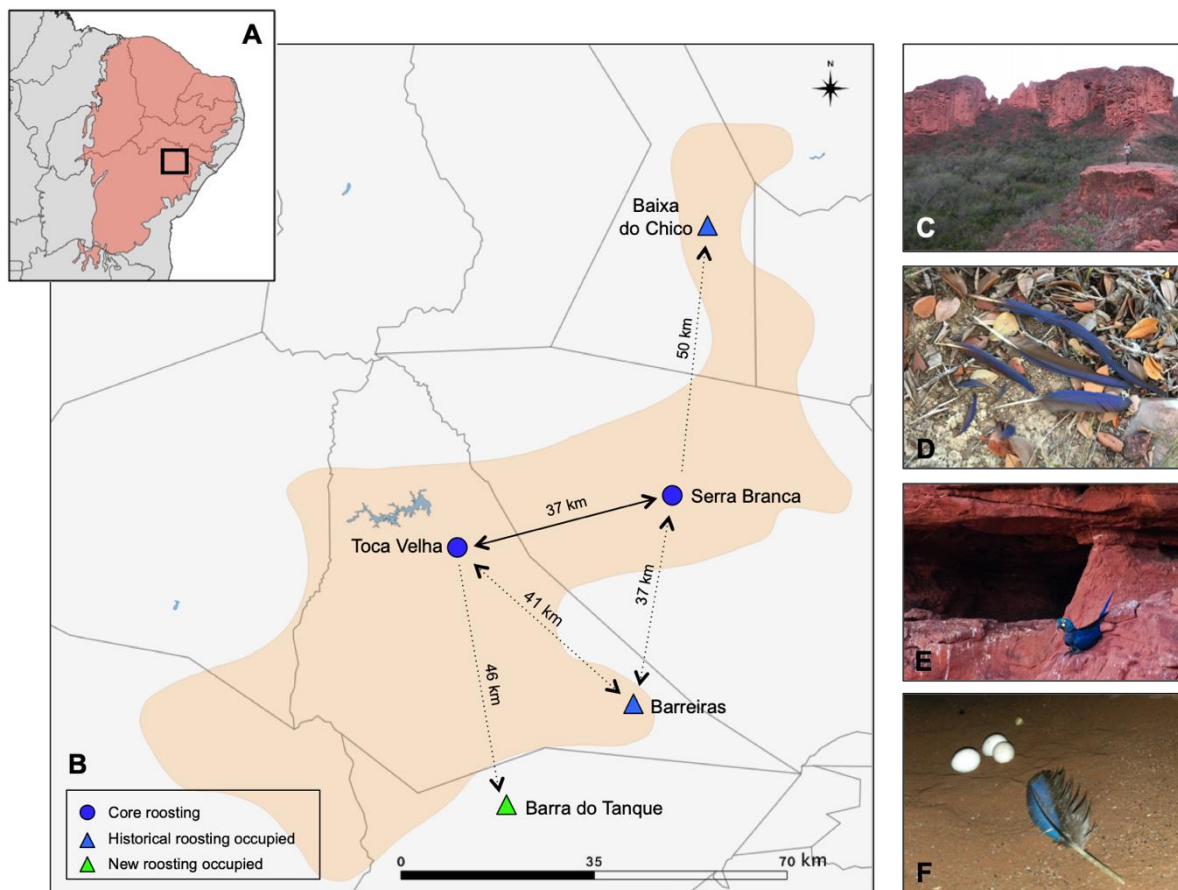 A
N
Baixa
do Chico
50 km
37 km
Serra Branca
Toca Velha
41 km
37 km
46 km
Barreiras
Barra do Tanque
B
Core roosting
Historical roosting occupied
New roosting occupied
0 35 70 km
C
D
E
F